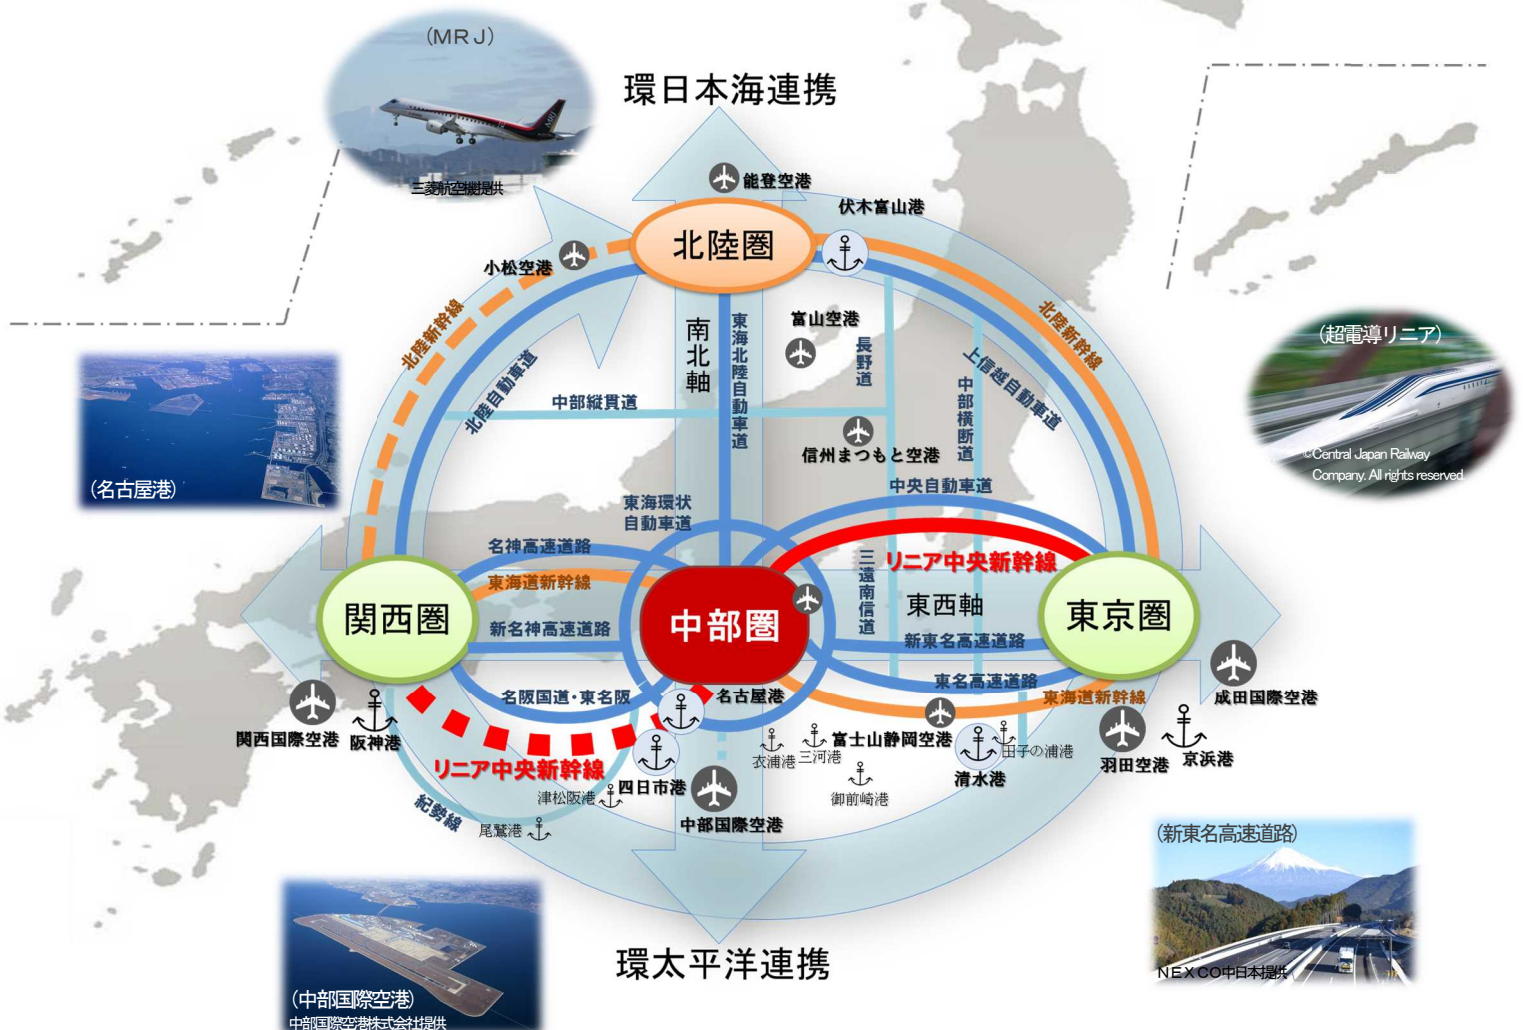 (ＭＲＪ)
三菱航空機提供
環日本海連携
能登空港
伏木富山港
北陸圏
小松空港
北陸新幹線
北陸自動車道
南北軸
東海北陸自動車道
富山空港
長野道
北陸新幹線
上信越自動車道
中部横断道
中部縦貫道
信州まつもと空港
(超電導リニア)
©Central Japan Railway
Company. All rights reserved.
(名古屋港)
中央自動車道
東海環状
自動車道
名神高速道路
東海道新幹線
リニア中央新幹線
三遠南信道
関西圏
中部圏
東西軸
東京圏
新名神高速道路
新東名高速道路
名阪国道・東名阪
名古屋港
東名高速道路
東海道新幹線
成田国際空港
関西国際空港
阪神港
リニア中央新幹線
四日市港
衣浦港
三河港
富士山静岡空港
田子の浦港
清水港
羽田空港
京浜港
御前崎港
津松阪港
紀勢線
尾鷲港
中部国際空港
(新東名高速道路)
ＮＥＸＣＯ中日本提供
環太平洋連携
(中部国際空港)
中部国際空港株式会社提供